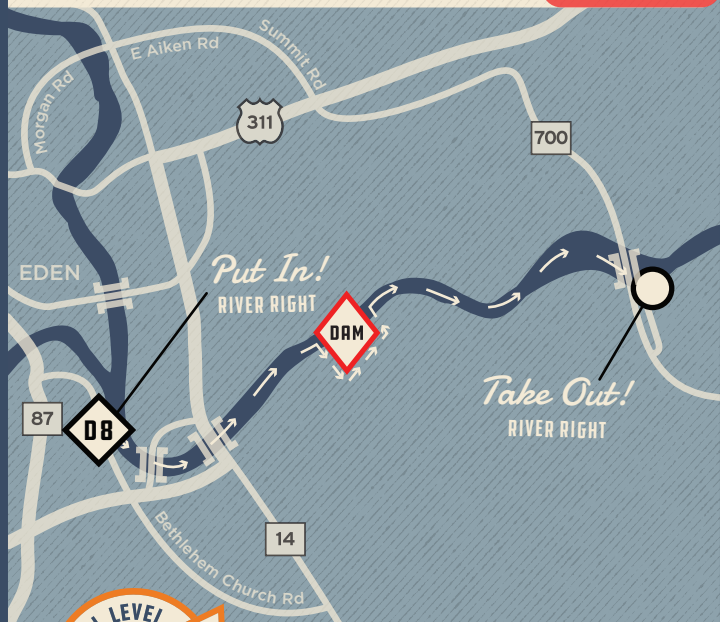 E Aiken Rd
Summit Rd
Morgan Rd
311
700
EDEN
Put In!
RIVER RIGHT
DAM
Take Out!
RIVER RIGHT
87
D8
14
Bethlehem Church Rd
LEVEL